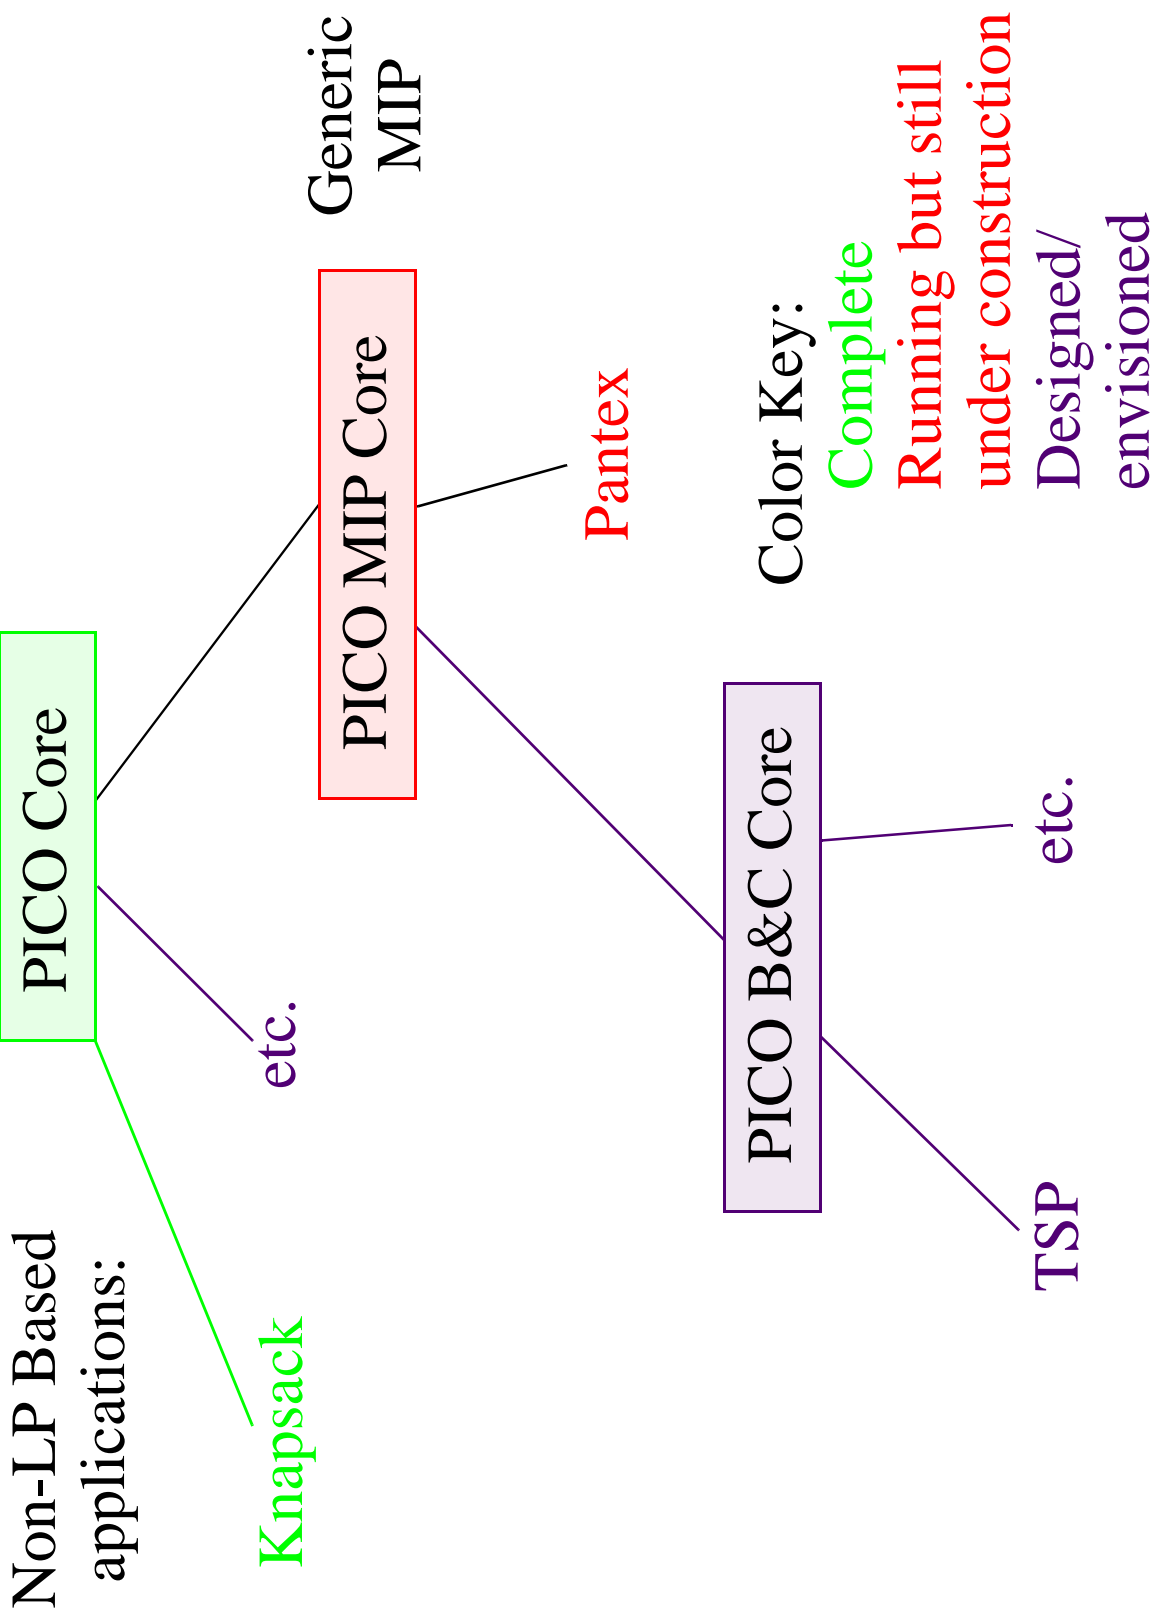 Non-LP Based
applications:
PICO Core
Knapsack
etc.
PICO MIP Core
Generic
MIP
Pantex
PICO B&C Core
TSP
etc.
Color Key:
Complete
Running but still
under construction
Designed/
envisioned